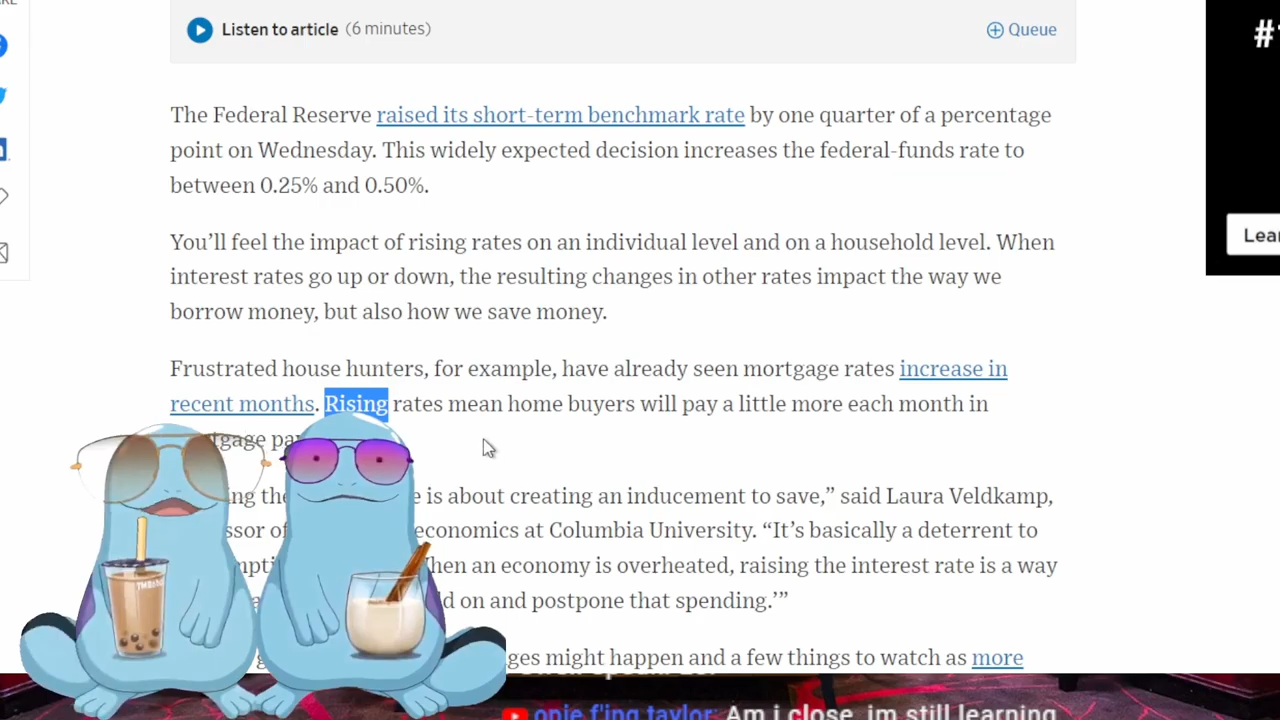 Listen to article (6 minutes)
Queue
The Federal Reserve raised its short-term benchmark rate by one quarter of a percentage
point on Wednesday. This widely expected decision increases the federal-funds rate to
between 0.25% and 0.50%.
You’ll feel the impact of rising rates on an individual level and on a household level. When
interest rates go up or down, the resulting changes in other rates impact the way we
borrow money, but also how we save money.
Frustrated house hunters, for example, have already seen mortgage rates increase in
recent months. Rising rates mean home buyers will pay a little more each month in
is about creating an inducement to save,” said Laura Veldkamp,
economics at Columbia University. “It’s basically a deterrent to
when an economy is overheated, raising the interest rate is a way
on and postpone that spending.’”
might happen and a few things to watch as more
opie f'ing taylor: Am i close, im still learning